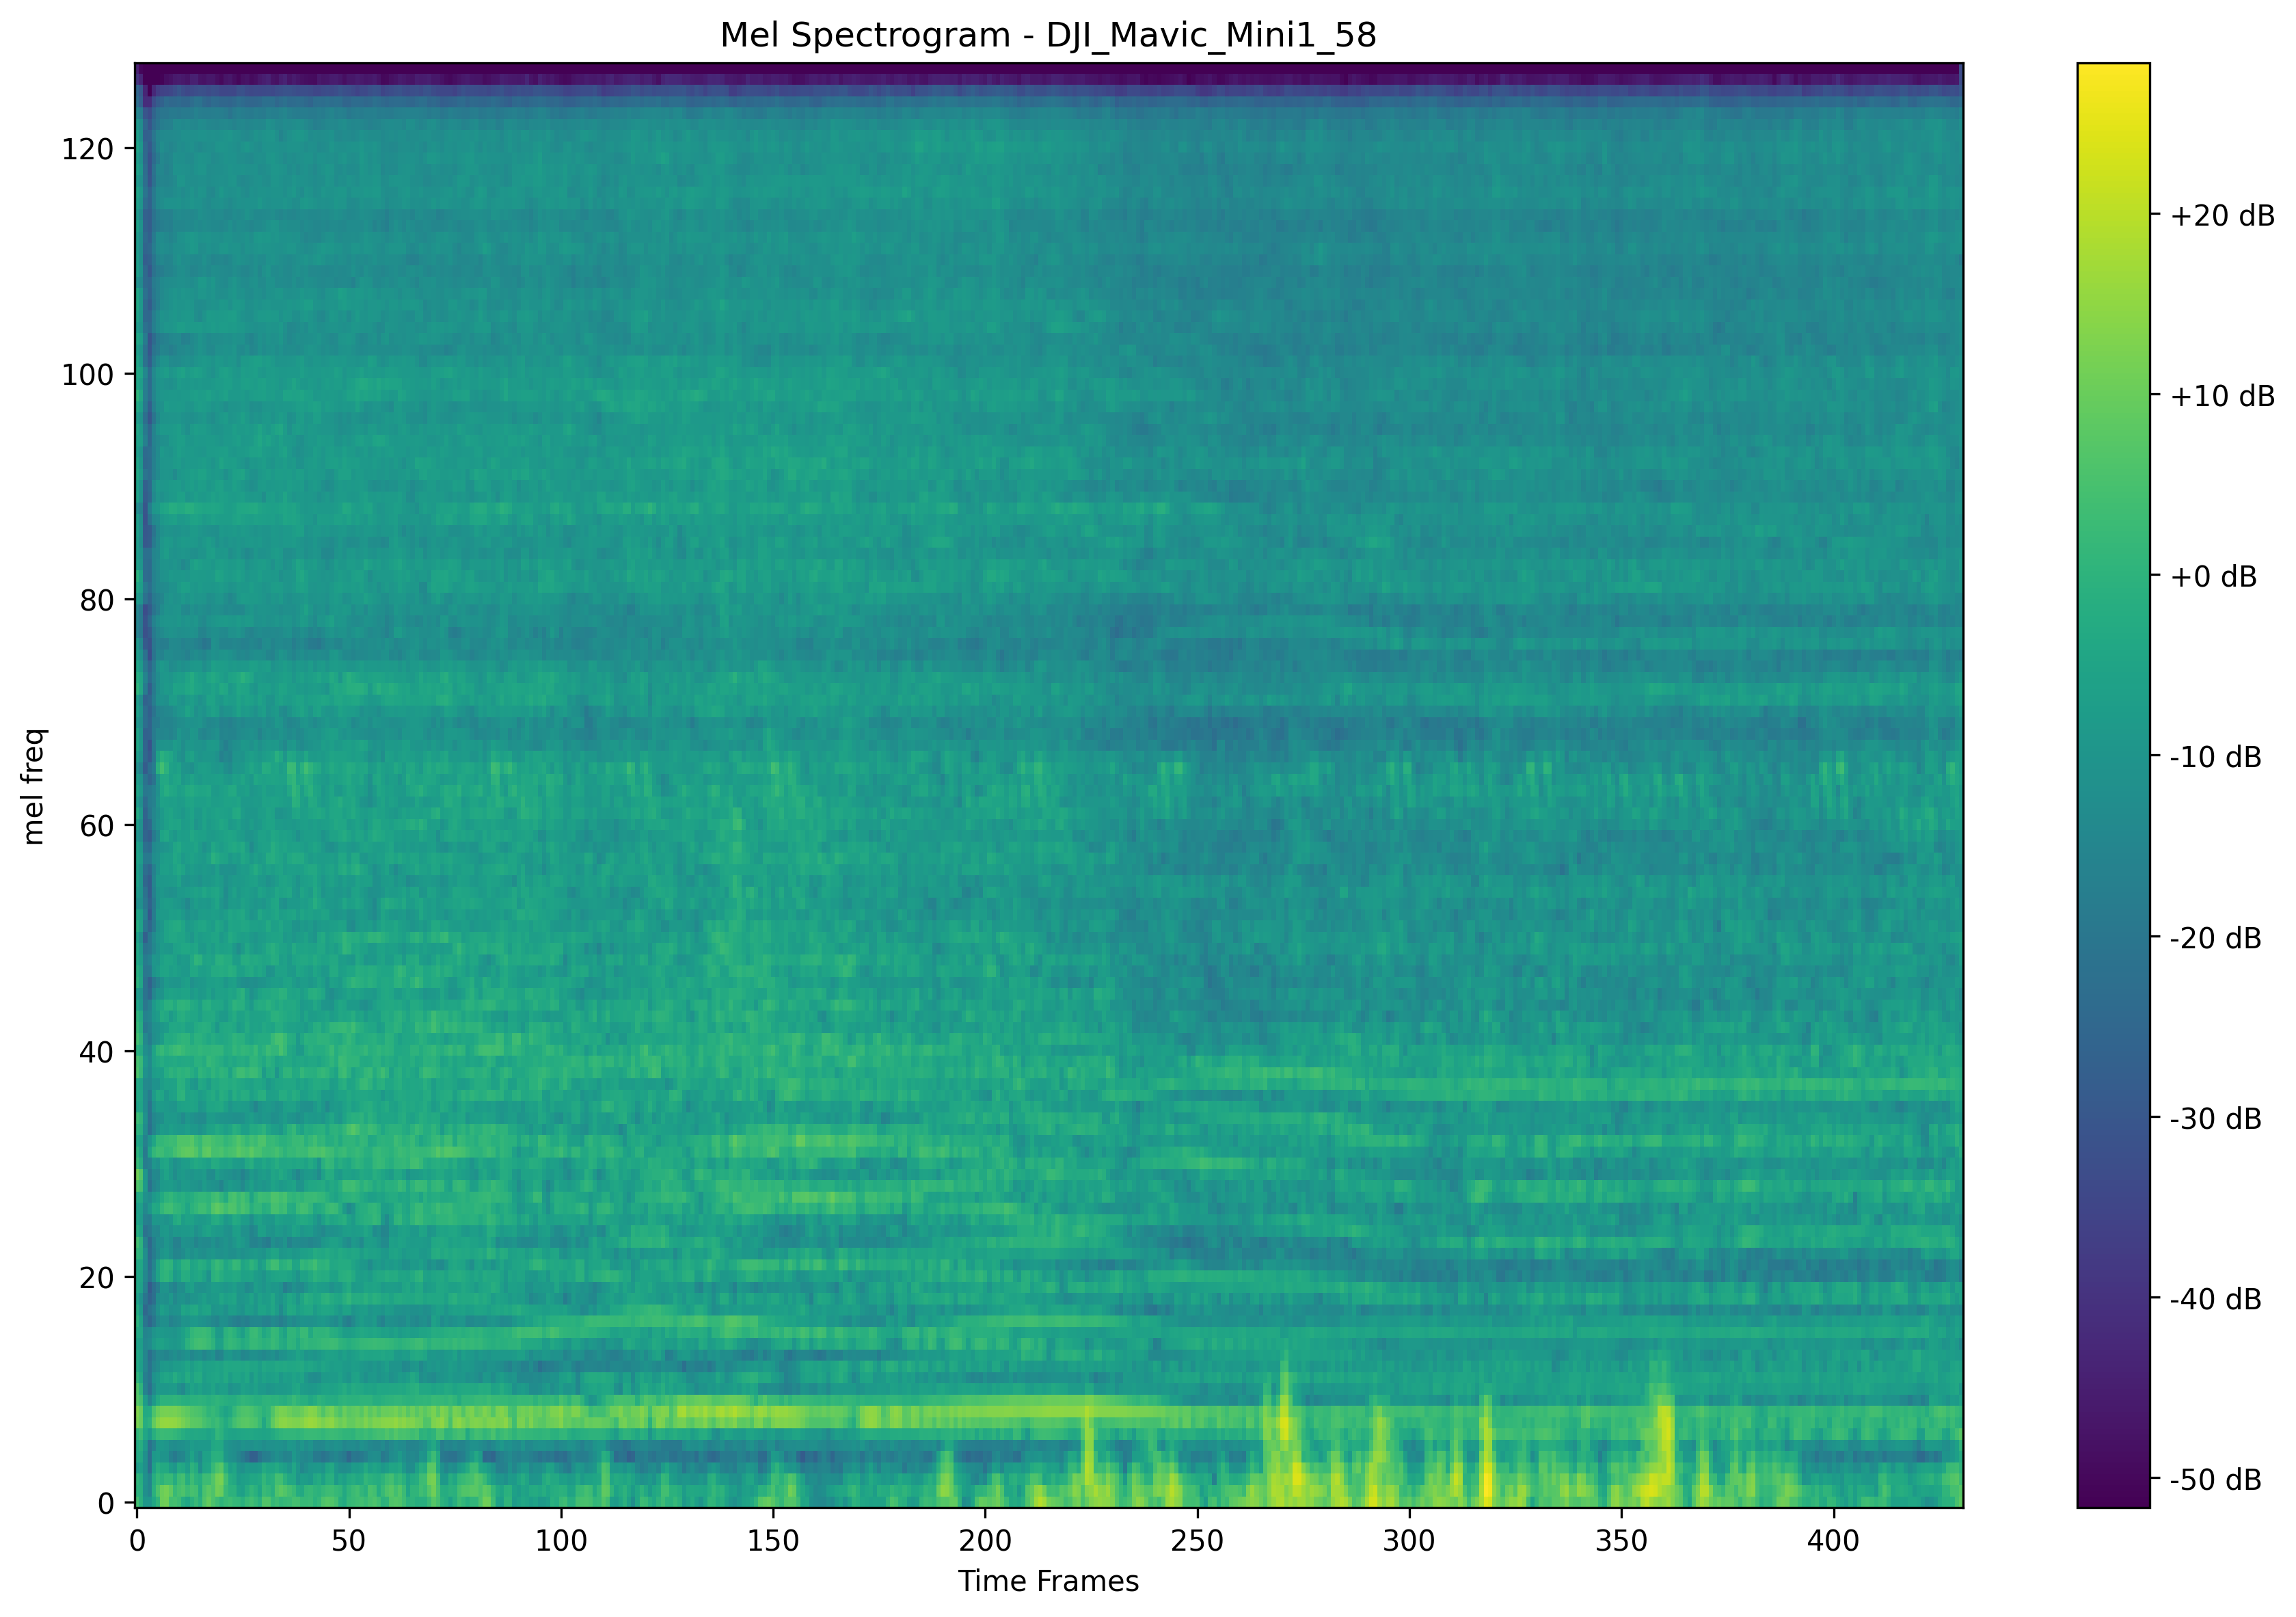 Mel Spectrogram - DJI_Mavic_Mini1_58
120
100
80
60
40
20
0
mel freq
0 50 100 150 200 250 300 350 400
Time Frames
+20 dB
+10 dB
+0 dB
-10 dB
-20 dB
-30 dB
-40 dB
-50 dB